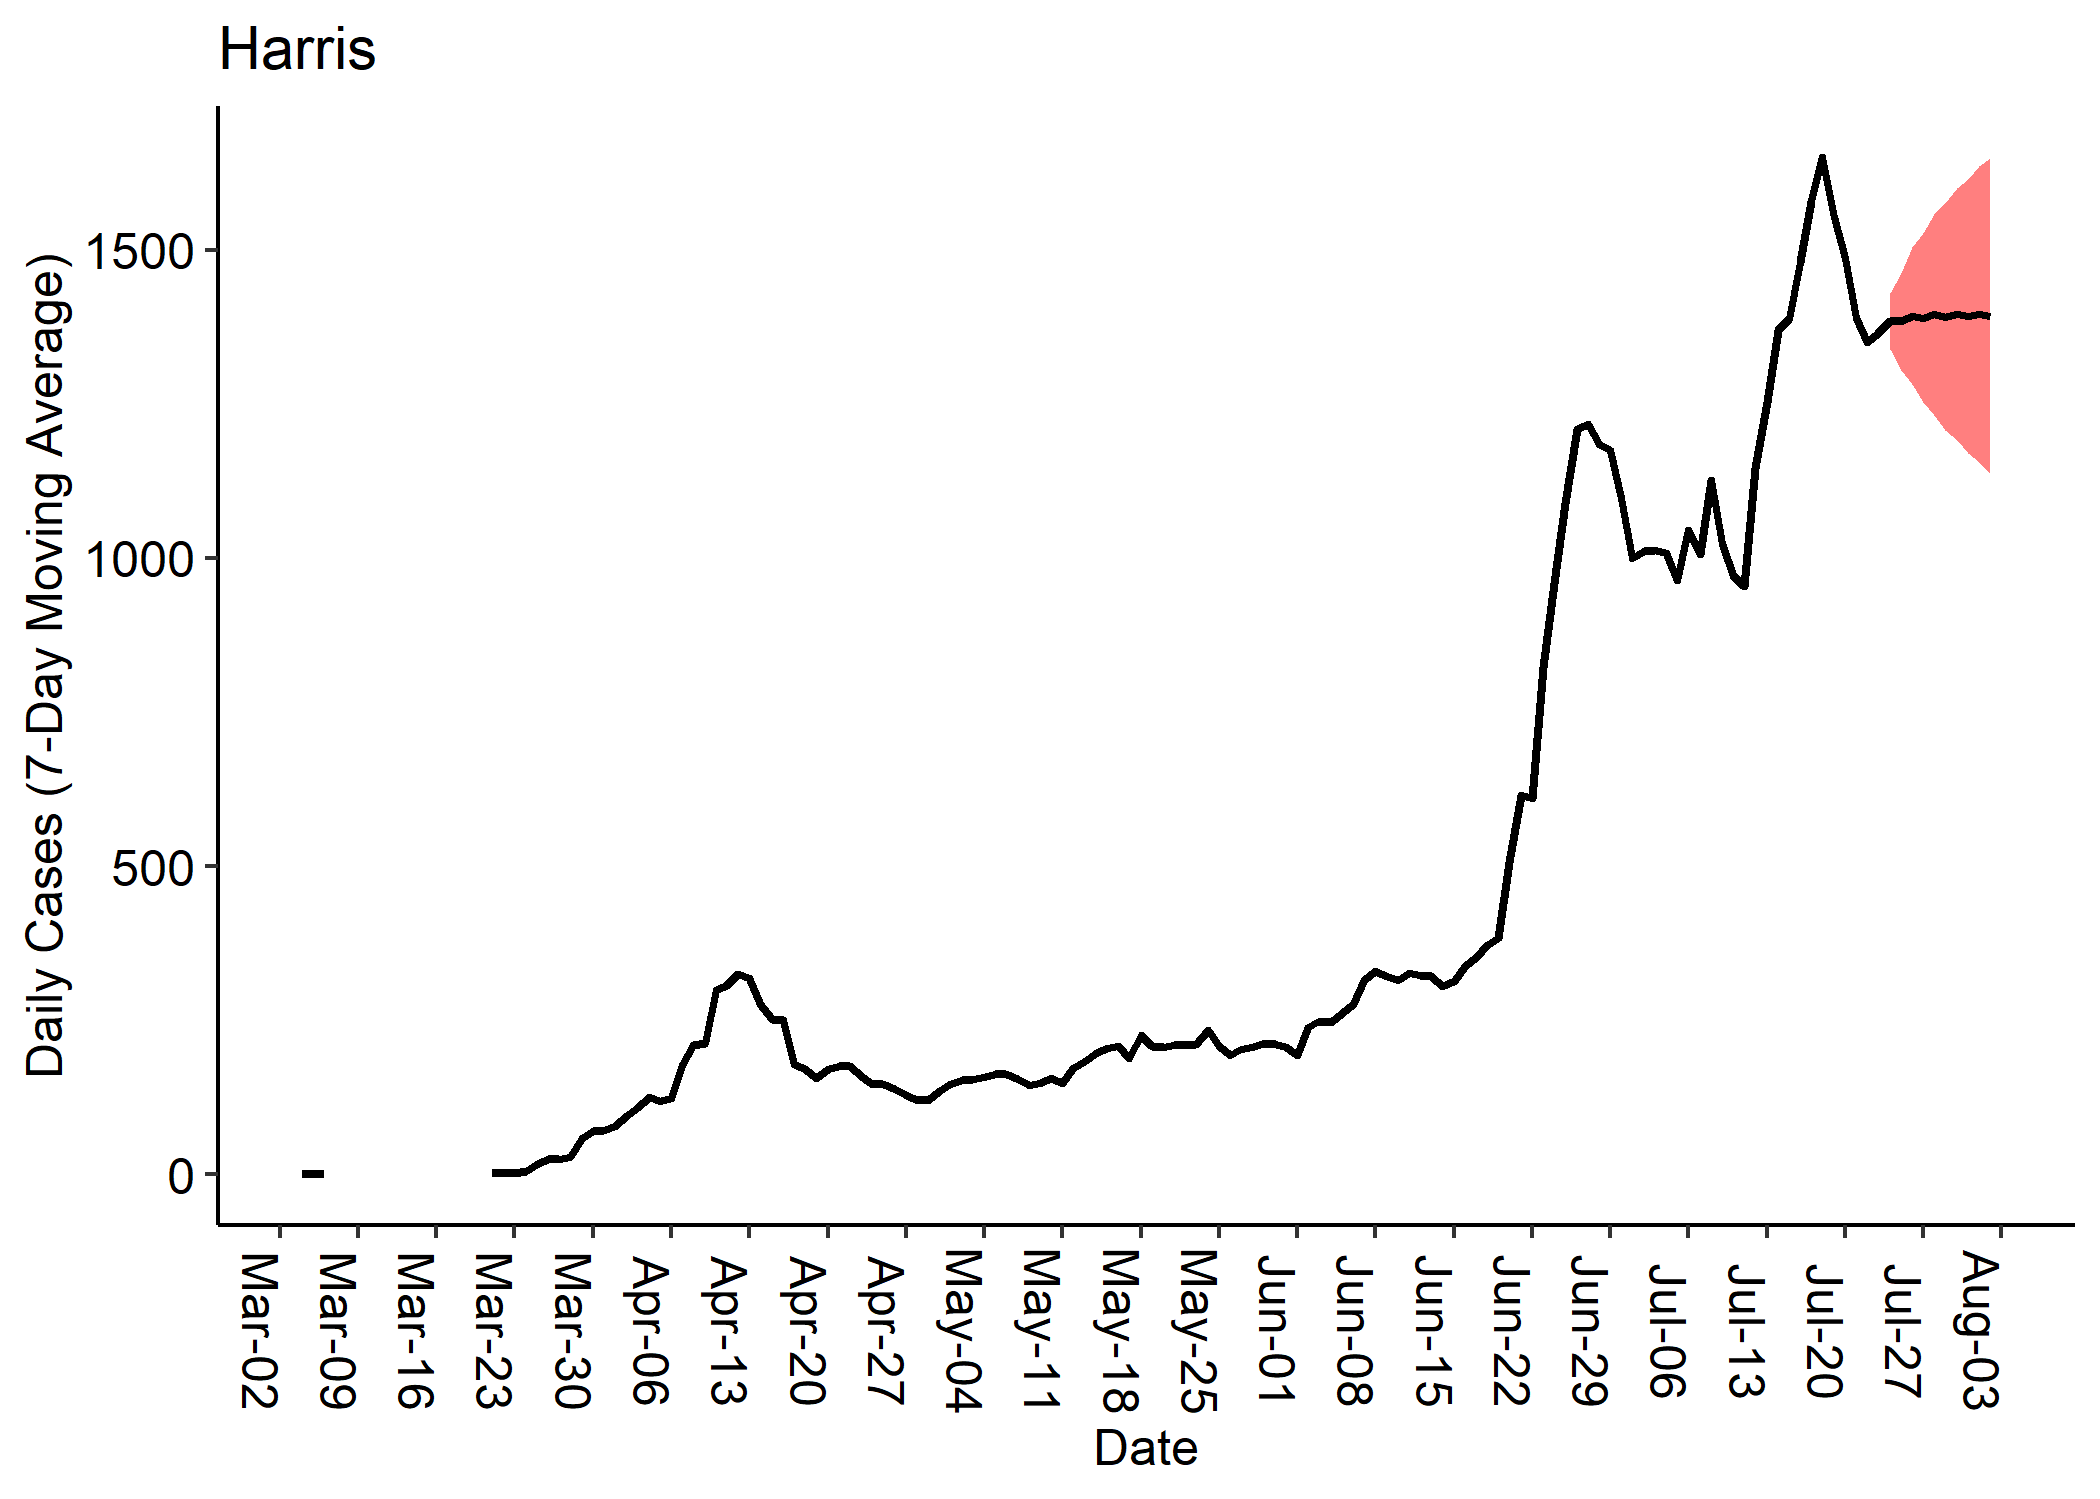 Harris
Daily Cases (7-Day Moving Average)
1500
1000
500
0
Mar-02
Mar-09
Mar-16
Mar-23
Mar-30
Apr-06
Apr-13
Apr-20
Apr-27
May-04
May-11
May-18
May-25
Jun-01
Jun-08
Jun-15
Jun-22
Jun-29
Jul-06
Jul-13
Jul-20
Jul-27
Aug-03
Date